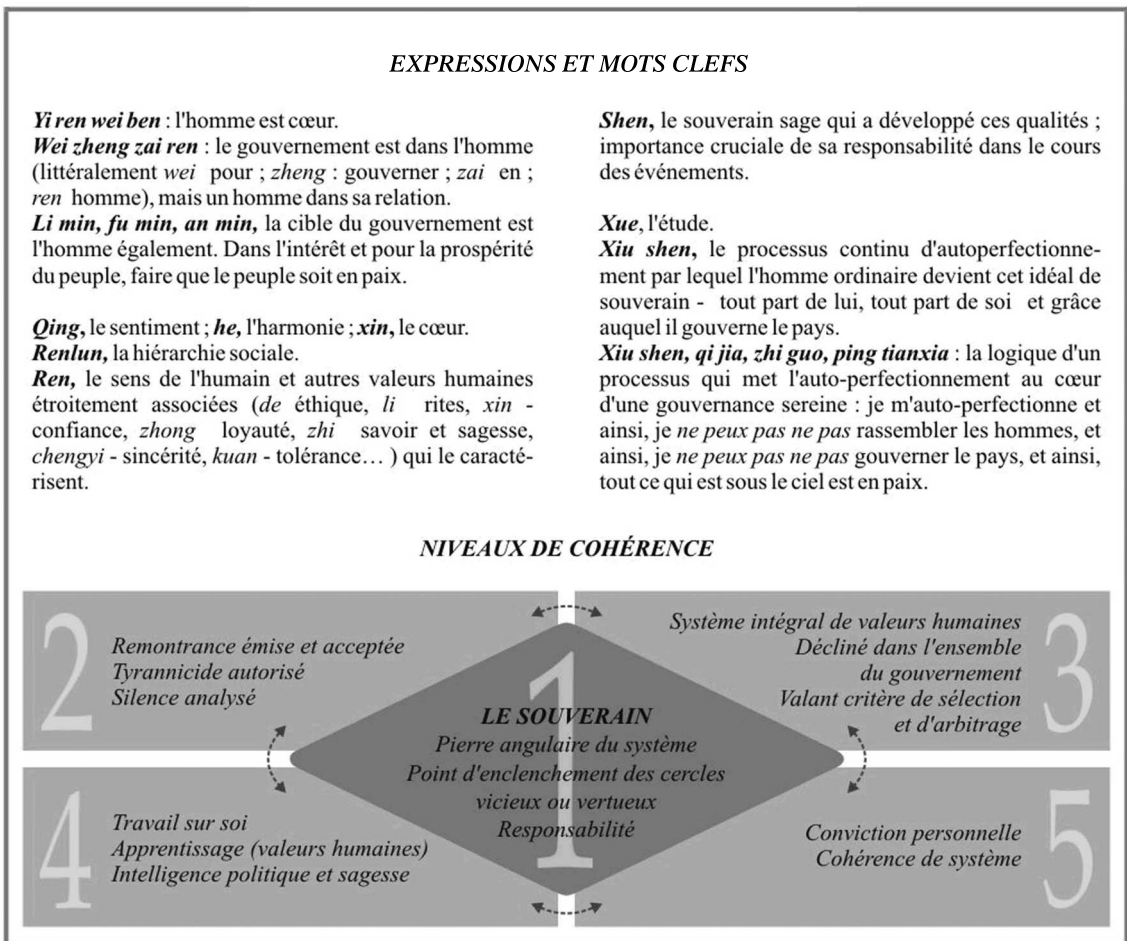 EXPRESSIONS ET MOTS CLEFS
Yi ren wei ben : l'homme est cœur.
Wei zheng zai ren : le gouvernement est dans l'homme
(littéralement wei pour ; zheng : gouverner ; zai en ;
ren homme), mais un homme dans sa relation.
Li min, fu min, an min, la cible du gouvernement est
l'homme également. Dans l'intérêt et pour la prospérité
du peuple, faire que le peuple soit en paix.
Qing, le sentiment ; he, l'harmonie ; xin, le cœur.
Renlun, la hiérarchie sociale.
Ren, le sens de l'humain et autres valeurs humaines
étroitement associées (de éthique, li rites, xin -
confiance, zhong loyauté, zhi savoir et sagesse,
chengyi - sincérité, kuan - tolérance… ) qui le caracté-
risent.
Shen, le souverain sage qui a développé ces qualités ;
importance cruciale de sa responsabilité dans le cours
des événements.
Xue, l'étude.
Xiu shen, le processus continu d'autoperfectionne-
ment par lequel l'homme ordinaire devient cet idéal de
souverain - tout part de lui, tout part de soi et grâce
auquel il gouverne le pays.
Xiu shen, qi jia, zhi guo, ping tianxia : la logique d'un
processus qui met l'auto-perfectionnement au cœur
d'une gouvernance sereine : je m'auto-perfectionne et
ainsi, je ne peux pas ne pas rassembler les hommes, et
ainsi, je ne peux pas ne pas gouverner le pays, et ainsi,
tout ce qui est sous le ciel est en paix.
NIVEAUX DE COHÉRENCE
1
LE SOUVERAIN
Pierre angulaire du système
Point d'enclenchement des cercles
vicieux ou vertueux
Responsabilité
2
Remontrance émise et acceptée
Tyrannicide autorisé
Silence analysé
3
Système intégral de valeurs humaines
Décliné dans l'ensemble
du gouvernement
Valant critère de sélection
et d'arbitrage
4
Travail sur soi
Apprentissage (valeurs humaines)
Intelligence politique et sagesse
5
Conviction personnelle
Cohérence de système